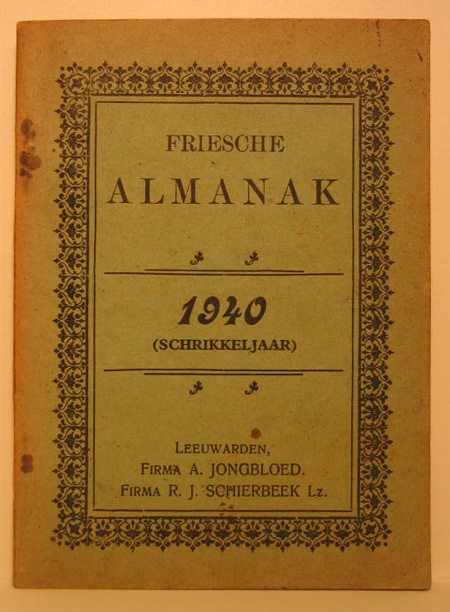 FRIESCHE
ALMANAK
1940
(SCHRIKKELJAAR)
LEEUWARDEN,
FIRMA A. JONGBLOED.
FIRMA R. J. SCHIERBEEK LZ.